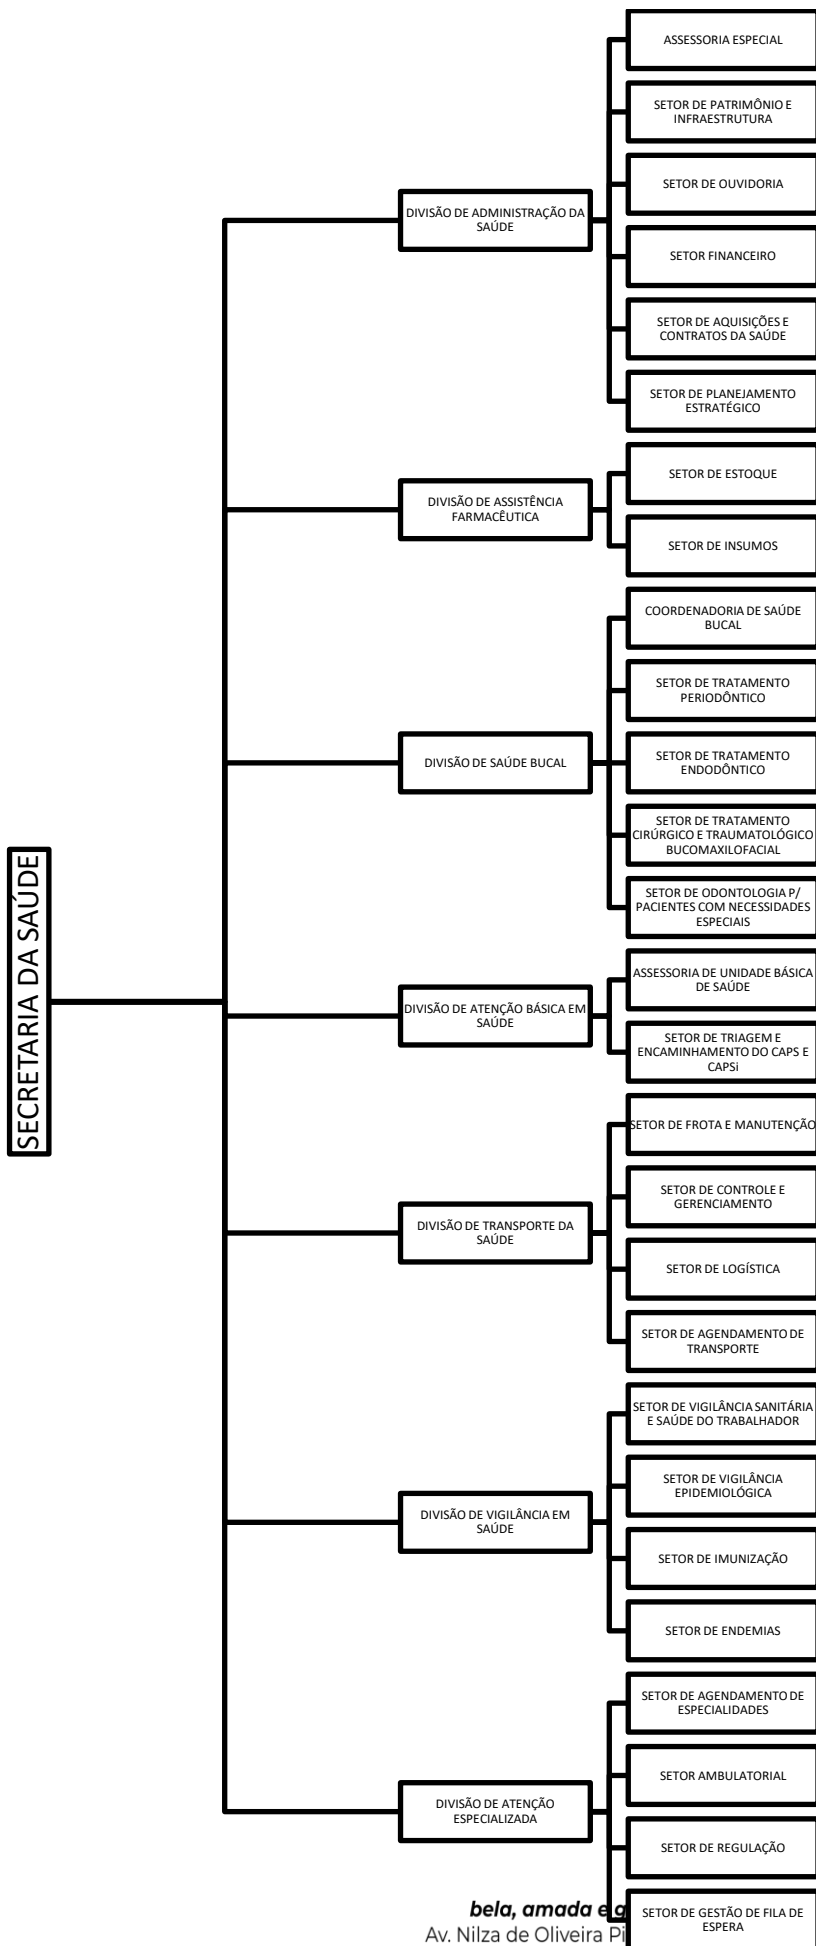 SECRETARIA DA SAÚDE
DIVISÃO DE ADMINISTRAÇÃO DA
SAÚDE
ASSESSORIA ESPECIAL
SETOR DE PATRIMÔNIO E
INFRAESTRUTURA
SETOR DE OUVIDORIA
SETOR FINANCEIRO
SETOR DE AQUISIÇÕES E
CONTRATOS DA SAÚDE
SETOR DE PLANEJAMENTO
ESTRATÉGICO
DIVISÃO DE ASSISTÊNCIA
FARMACÊUTICA
SETOR DE ESTOQUE
SETOR DE INSUMOS
DIVISÃO DE SAÚDE BUCAL
COORDENADORIA DE SAÚDE
BUCAL
SETOR DE TRATAMENTO
PERIODÔNTICO
SETOR DE TRATAMENTO
ENDODÔNTICO
SETOR DE TRATAMENTO
CIRÚRGICO E TRAUMATOLÓGICO
BUCOMAXILOFACIAL
SETOR DE ODONTOLOGIA P/
PACIENTES COM NECESSIDADES
ESPECIAIS
DIVISÃO DE ATENÇÃO BÁSICA EM
SAÚDE
ASSESSORIA DE UNIDADE BÁSICA
DE SAÚDE
SETOR DE TRIAGEM E
ENCAMINHAMENTO DO CAPS E
CAPSi
DIVISÃO DE TRANSPORTE DA
SAÚDE
SETOR DE FROTA E MANUTENÇÃO
SETOR DE CONTROLE E
GERENCIAMENTO
SETOR DE LOGÍSTICA
SETOR DE AGENDAMENTO DE
TRANSPORTE
DIVISÃO DE VIGILÂNCIA EM
SAÚDE
SETOR DE VIGILÂNCIA SANITÁRIA
E SAÚDE DO TRABALHADOR
SETOR DE VIGILÂNCIA
EPIDEMIOLÓGICA
SETOR DE IMUNIZAÇÃO
SETOR DE ENDEMIAS
DIVISÃO DE ATENÇÃO
ESPECIALIZADA
SETOR DE AGENDAMENTO DE
ESPECIALIDADES
SETOR AMBULATORIAL
SETOR DE REGULAÇÃO
SETOR DE GESTÃO DE FILA DE
ESPERA
bela, amada e
Av. Nilza de Oliveira